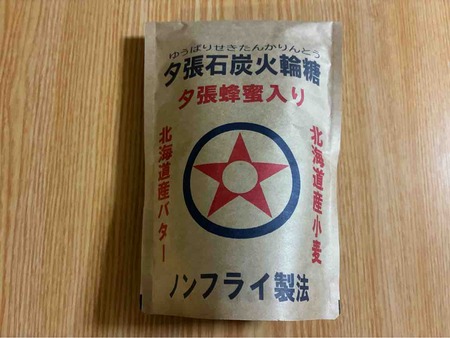 ゆうばりせきたんかりんとう
夕張石炭火輪糖
夕張蜂蜜入り
北海道産小麦
北海道産バター
ノンフライ製法